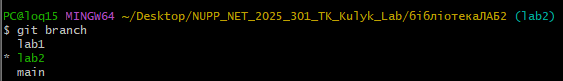 PC@loq15 MINGW64 ~/Desktop/NUPP_NET_2025_301_TK_Kulyk_Lab/бібліотекаЛАБ2 (lab2)
$ git branch
  lab1
* lab2
  main